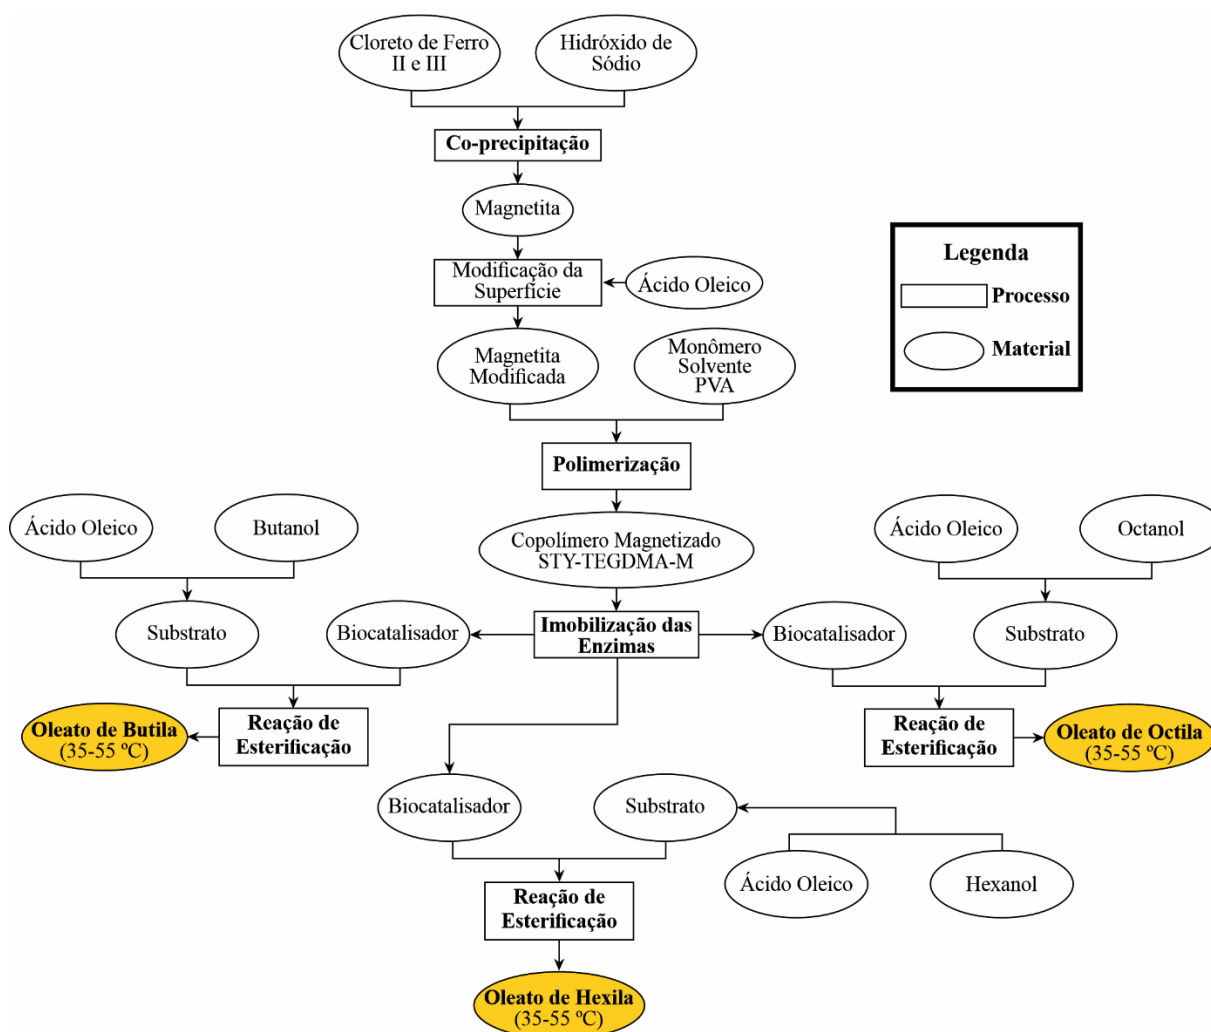 Cloreto de Ferro
II e III
Hidróxido de
Sódio
Co-precipitação
Magnetita
Modificação da
Superfície
Ácido Oleico
Magnetita
Modificada
Monômero
Solvente
PVA
Legenda
Processo
Material
Polimerização
Copolímero Magnetizado
STY-TEGDMA-M
Ácido Oleico
Butanol
Ácido Oleico
Octanol
Substrato
Biocatalisador
Imobilização das
Enzimas
Biocatalisador
Substrato
Oleato de Butila
(35-55 ºC)
Reação de
Esterificação
Reação de
Esterificação
Oleato de Octila
(35-55 ºC)
Biocatalisador
Substrato
Ácido Oleico
Hexanol
Reação de
Esterificação
Oleato de Hexila
(35-55 ºC)